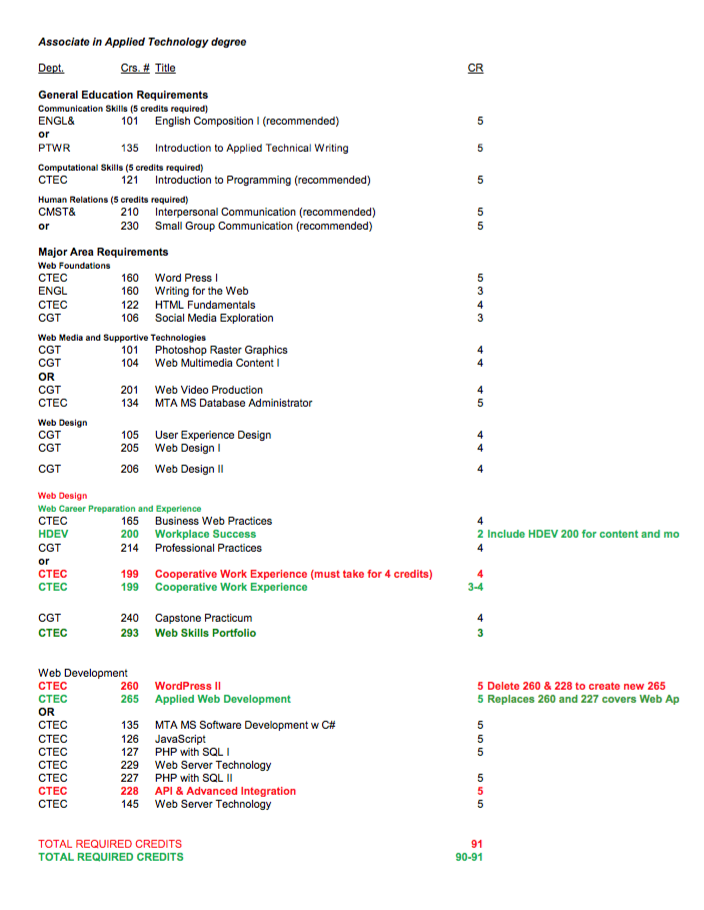 Associate in Applied Technology degree
Dept. Crs. # Title CR
General Education Requirements
Communication Skills (5 credits required)
ENGL& 101 English Composition I (recommended) 5
or
PTWR 135 Introduction to Applied Technical Writing 5
Computational Skills (5 credits required)
CTEC 121 Introduction to Programming (recommended) 5
Human Relations (5 credits required)
CMST& 210 Interpersonal Communication (recommended) 5
or 230 Small Group Communication (recommended) 5
Major Area Requirements
Web Foundations
CTEC 160 Word Press I 5
ENGL 160 Writing for the Web 3
CTEC 122 HTML Fundamentals 4
CGT 106 Social Media Exploration 3
Web Media and Supportive Technologies
CGT 101 Photoshop Raster Graphics 4
CGT 104 Web Multimedia Content I 4
OR
CGT 201 Web Video Production 4
CTEC 134 MTA MS Database Administrator 5
Web Design
CGT 105 User Experience Design 4
CGT 205 Web Design I 4
CGT 206 Web Design II 4
Web Design
Web Career Preparation and Experience
CTEC 165 Business Web Practices 4
HDEV 200 Workplace Success 2 Include HDEV 200 for content and mo
CGT 214 Professional Practices 4
or
CTEC 199 Cooperative Work Experience (must take for 4 credits) 4
CTEC 199 Cooperative Work Experience 3-4
CGT 240 Capstone Practicum 4
CTEC 293 Web Skills Portfolio 3
Web Development
CTEC 260 WordPress II 5 Delete 260 & 228 to create new 265
CTEC 265 Applied Web Development 5 Replaces 260 and 227 covers Web Ap
OR
CTEC 135 MTA MS Software Development w C# 5
CTEC 126 JavaScript 5
CTEC 127 PHP with SQL I 5
CTEC 229 Web Server Technology
CTEC 227 PHP with SQL II 5
CTEC 228 API & Advanced Integration 5
CTEC 145 Web Server Technology 5
TOTAL REQUIRED CREDITS 91
TOTAL REQUIRED CREDITS 90-91